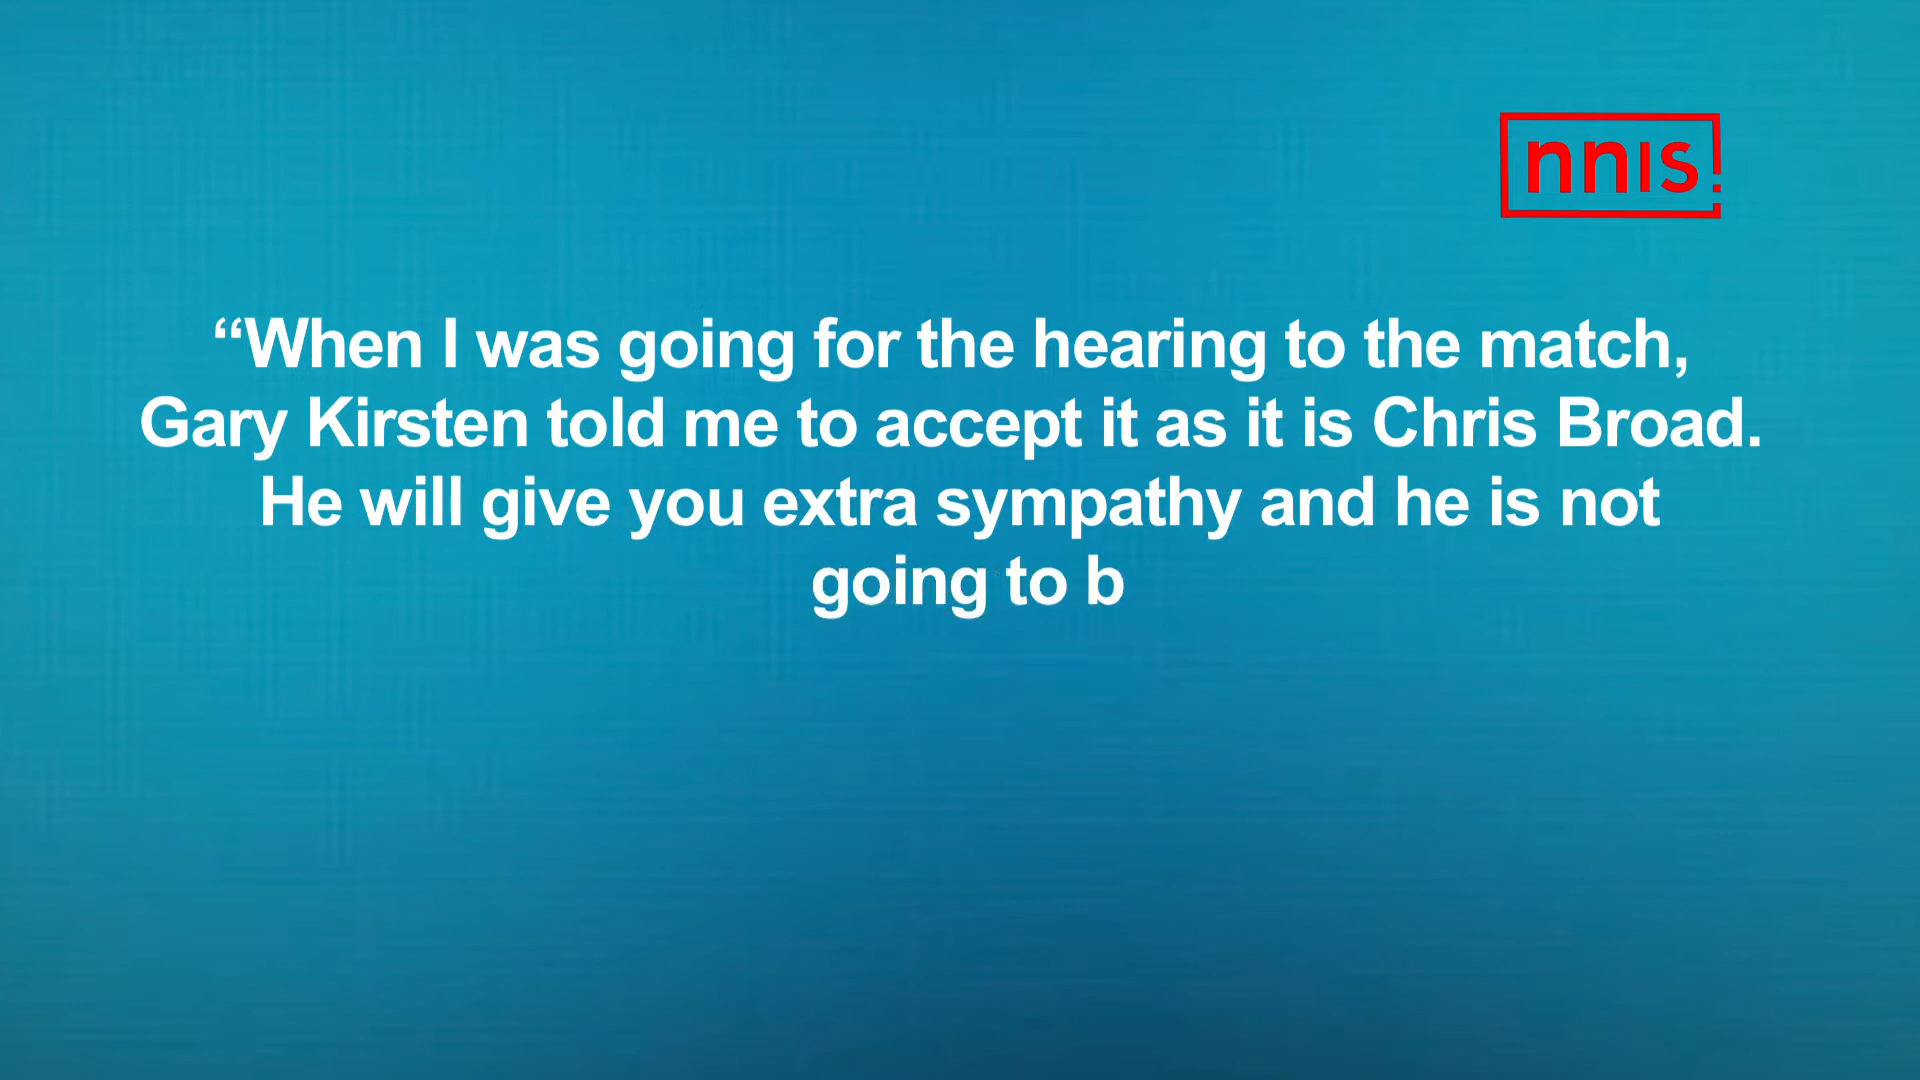 nnis
“When I was going for the hearing to the match,
Gary Kirsten told me to accept it as it is Chris Broad.
He will give you extra sympathy and he is not
going to b